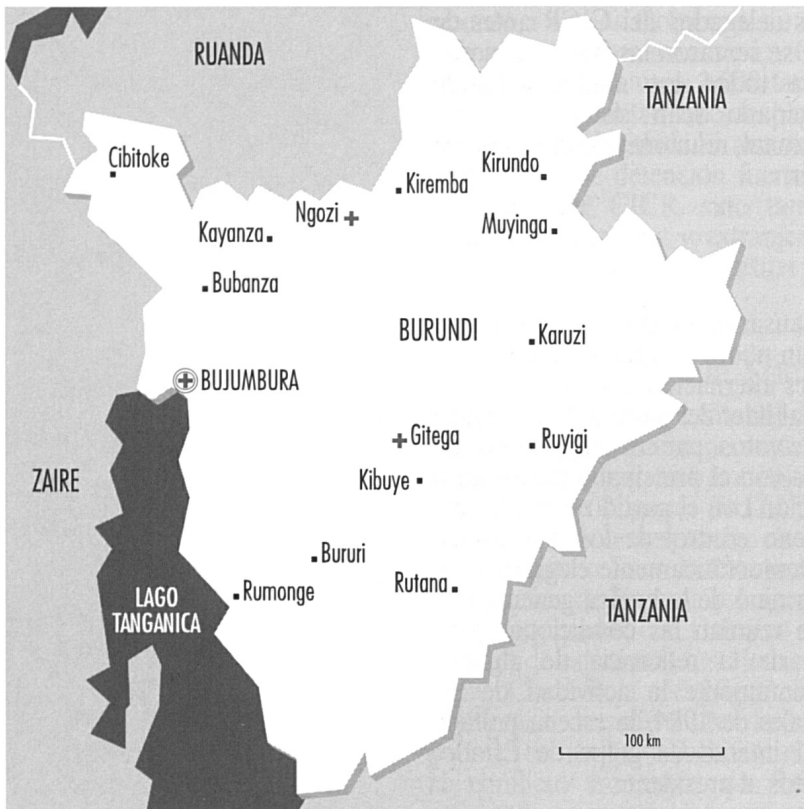 RUANDA
TANZANIA
Cibitoke
Kirundo
Kiremba
Ngozi
Kayanza
Muyinga
Bubanza
BURUNDI
Karuzi
BUJUMBURA
Gitega
Ruyigi
ZAIRE
Kibuye
Bururi
Rumonge
Rutana
LAGO
TANGANICA
TANZANIA
100 km